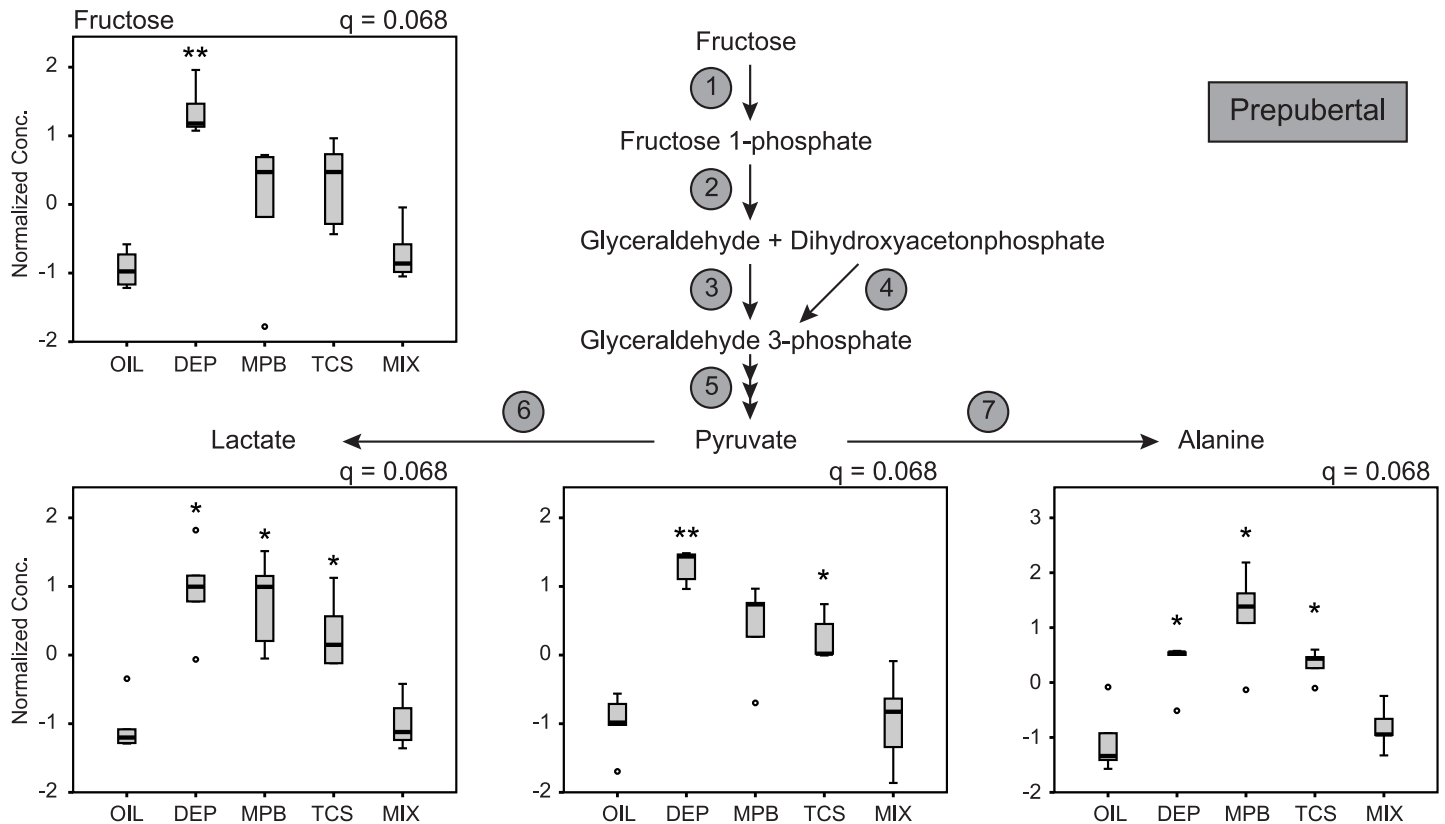 Fructose q = 0.068
Normalized Conc.
2
1
0
-1
-2
**
OIL DEP MPB TCS MIX
Fructose
1
Fructose 1-phosphate
2
Glyceraldehyde + Dihydroxyacetonphosphate
3 4
Glyceraldehyde 3-phosphate
5
Prepubertal
6 7
Lactate Pyruvate Alanine
q = 0.068
Normalized Conc.
2
1
0
-1
-2
* * *
OIL DEP MPB TCS MIX
q = 0.068
2
1
0
-1
-2
** *
OIL DEP MPB TCS MIX
q = 0.068
3
2
1
0
-1
-2
* * *
OIL DEP MPB TCS MIX